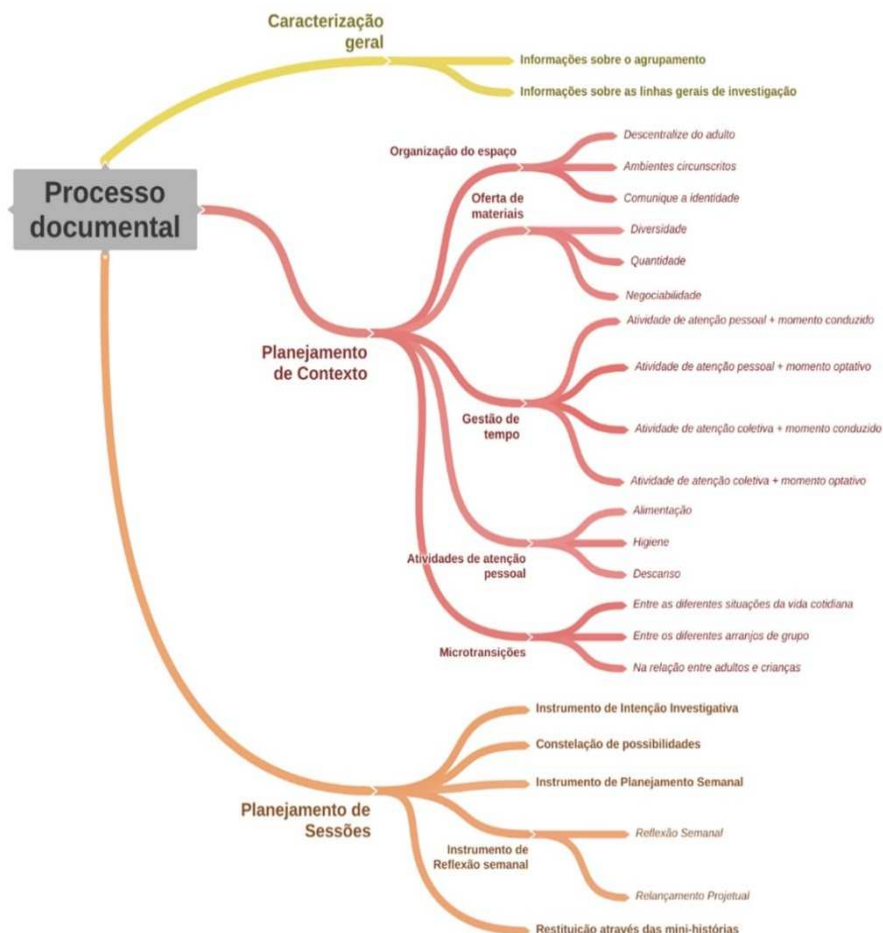 Caracterização
geral
Informações sobre o agrupamento
Informações sobre as linhas gerais de investigação
Processo
documental
Planejamento
de Contexto
Organização do espaço
Descentralize do adulto
Ambientes circunscritos
Comunique a identidade
Oferta de
materiais
Diversidade
Quantidade
Negociabilidade
Gestão de
tempo
Atividade de atenção pessoal + momento conduzido
Atividade de atenção pessoal + momento optativo
Atividade de atenção coletiva + momento conduzido
Atividade de atenção coletiva + momento optativo
Atividades de atenção
pessoal
Alimentação
Higiene
Descanso
Microtransições
Entre as diferentes situações da vida cotidiana
Entre os diferentes arranjos de grupo
Na relação entre adultos e crianças
Planejamento de
Sessões
Instrumento de Intenção Investigativa
Constelação de possibilidades
Instrumento de Planejamento Semanal
Instrumento de
Reflexão semanal
Reflexão Semanal
Relançamento Projetual
Restituição através das mini-histórias